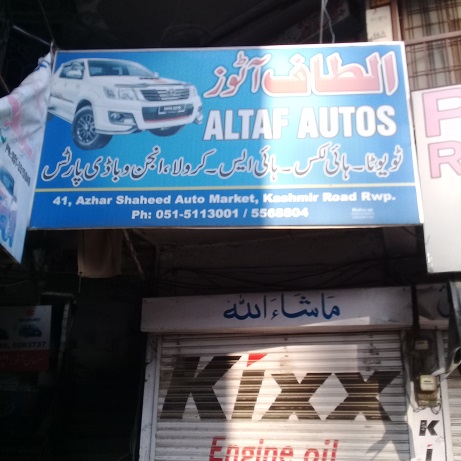 الطاف آٹوز
ALTAF AUTOS
ٹویوٹا۔ ہائی لکس۔ ہائی ایس۔ کرولا، انجن و باڈی پارٹس
41, Azhar Shaheed Auto Market, Kashmir Road Rwp.
Ph: 051-5113001 / 5568804
ماشاءاللہ
Kixx
Engine oil
P
R
Ki